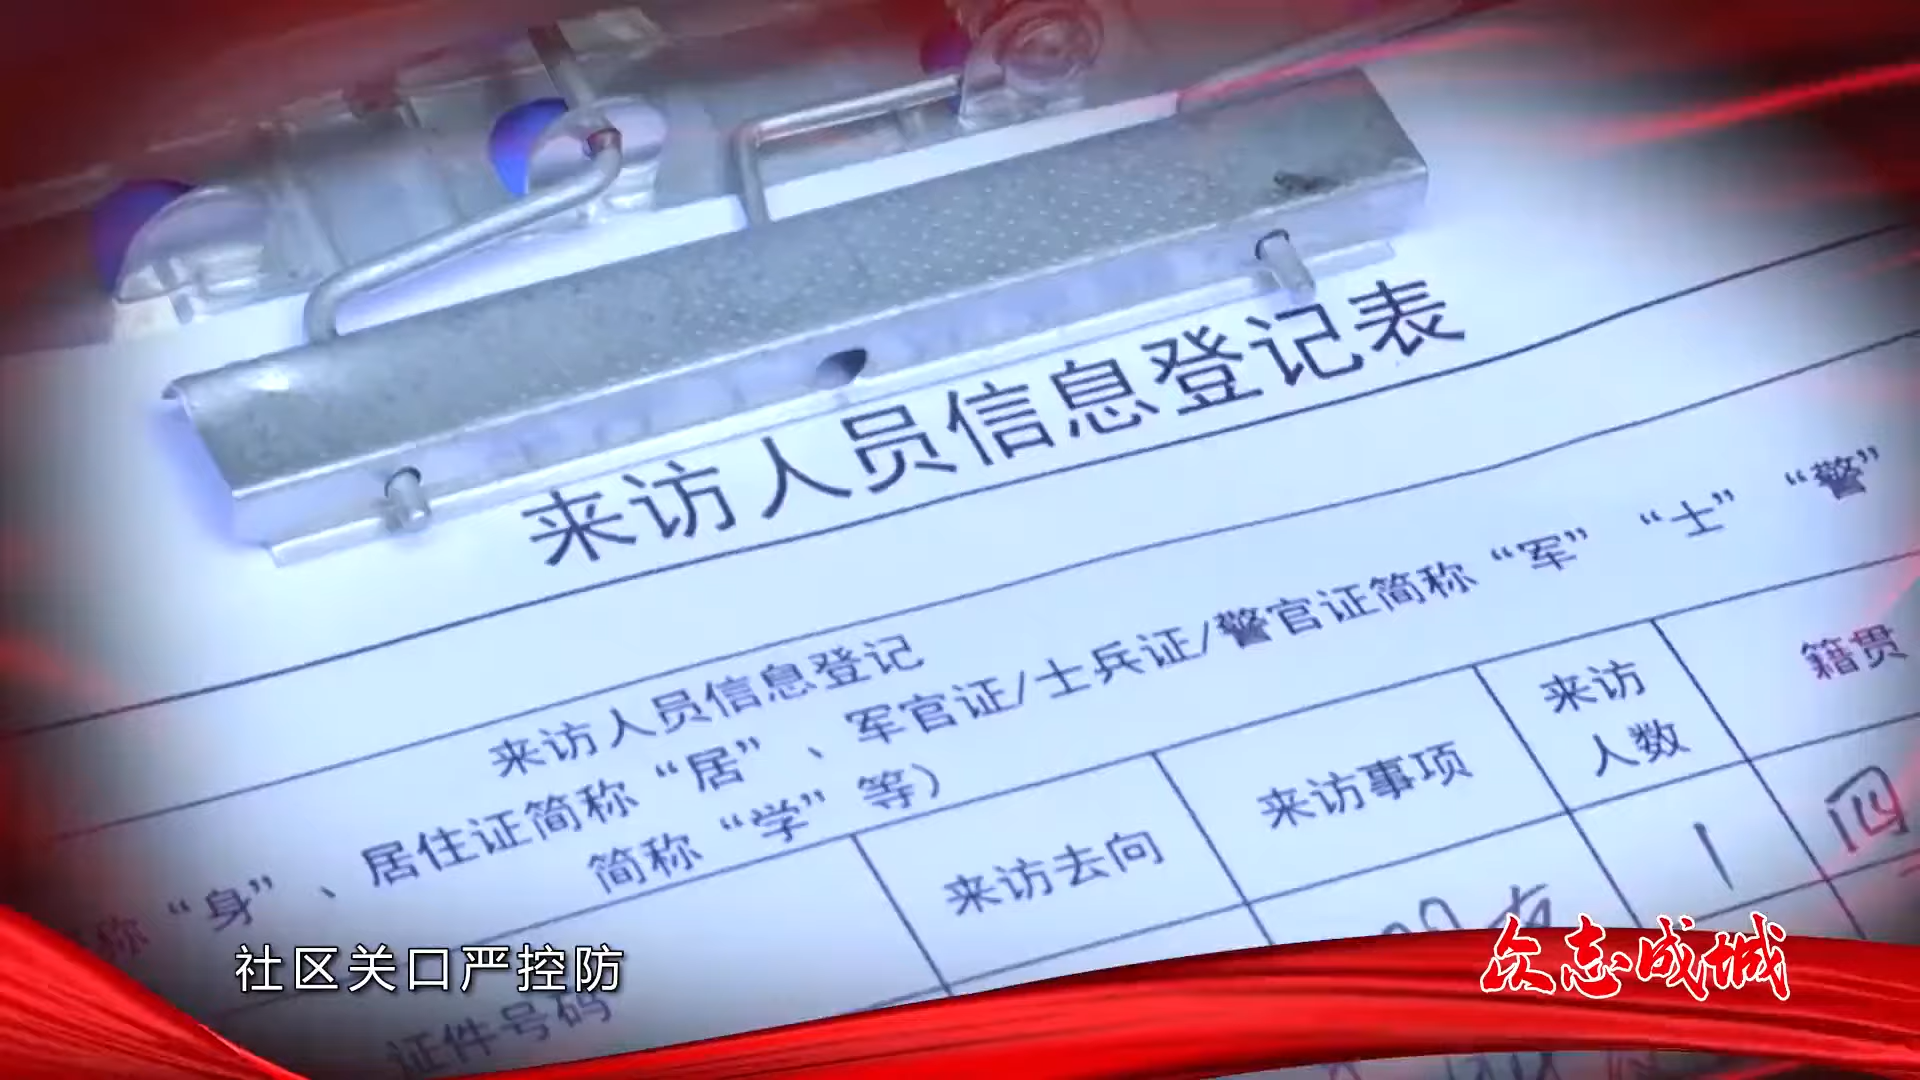 来访人员信息登记表
来访人员信息登记
称“身”、居住证简称“居”、军官证/士兵证/警官证简称“军”“士”“警”
简称“学”等）
证件号码
来访去向
来访事项
来访
人数
籍贯
1
四
社区关口严控防
众志成城